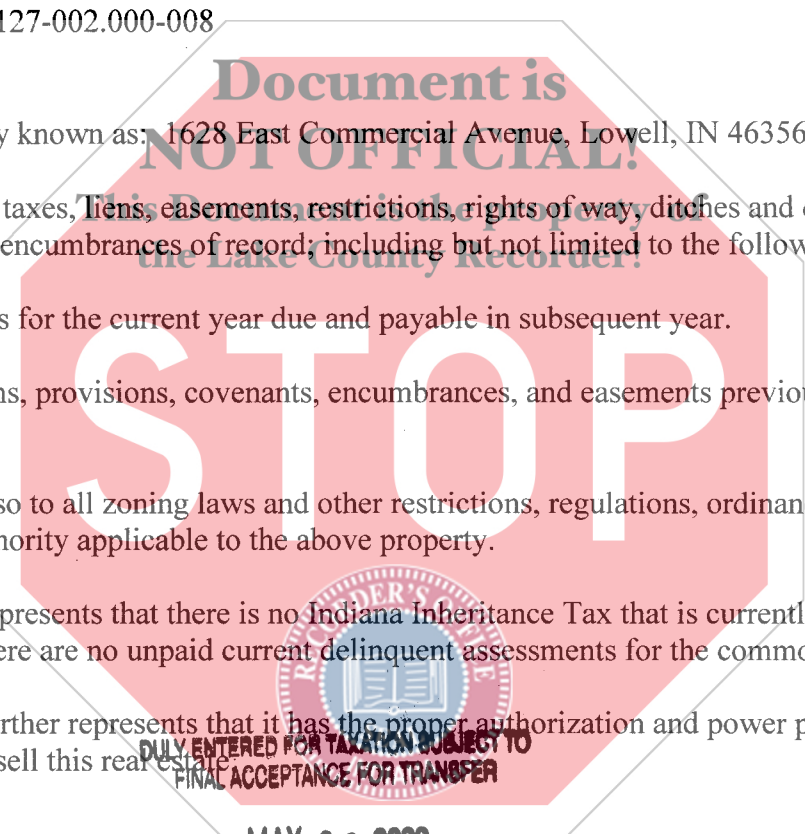 127-002.000-008
Document is
NOT OFFICIAL!
y known as: 1628 East Commercial Avenue, Lowell, IN 46356
This Document is the property of
taxes, liens, easements, restrictions, rights of way, ditches and
the Lake County Recorder!
encumbrances of record, including but not limited to the follow
s for the current year due and payable in subsequent year.
ns, provisions, covenants, encumbrances, and easements previou
STOP
so to all zoning laws and other restrictions, regulations, ordinan
hority applicable to the above property.
presents that there is no Indiana Inheritance Tax that is currentl
ere are no unpaid current delinquent assessments for the commo
RECORDER'S OFFICE
rther represents that it has the proper authorization and power p
sell this real estate.
DULY ENTERED FOR TAXATION SUBJECT TO
FINAL ACCEPTANCE FOR TRANSFER
MAY